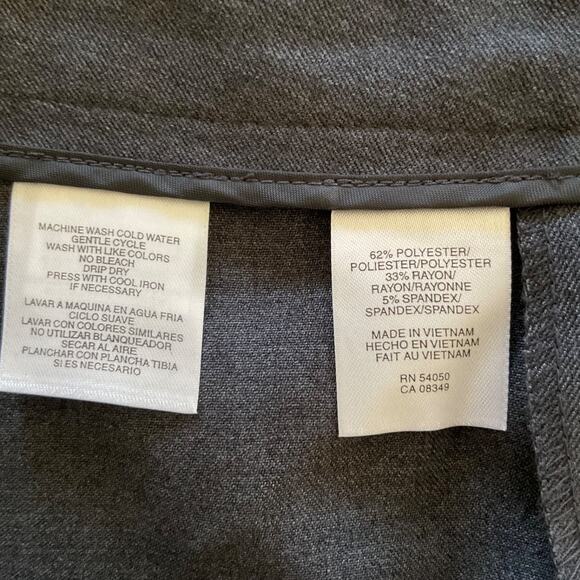 MACHINE WASH COLD WATER
GENTLE CYCLE
WASH WITH LIKE COLORS
NO BLEACH
DRIP DRY
PRESS WITH COOL IRON
IF NECESSARY
LAVAR A MAQUINA EN AGUA FRIA
CICLO SUAVE
LAVAR CON COLORES SIMILARES
NO UTILIZAR BLANQUEADOR
SECAR AL AIRE
PLANCHAR CON PLANCHA TIBIA
SI ES NECESARIO
62% POLYESTER/
POLIESTER/POLYESTER
33% RAYON/
RAYON/RAYONNE
5% SPANDEX/
SPANDEX/SPANDEX
MADE IN VIETNAM
HECHO EN VIETNAM
FAIT AU VIETNAM
RN 54050
CA 08349